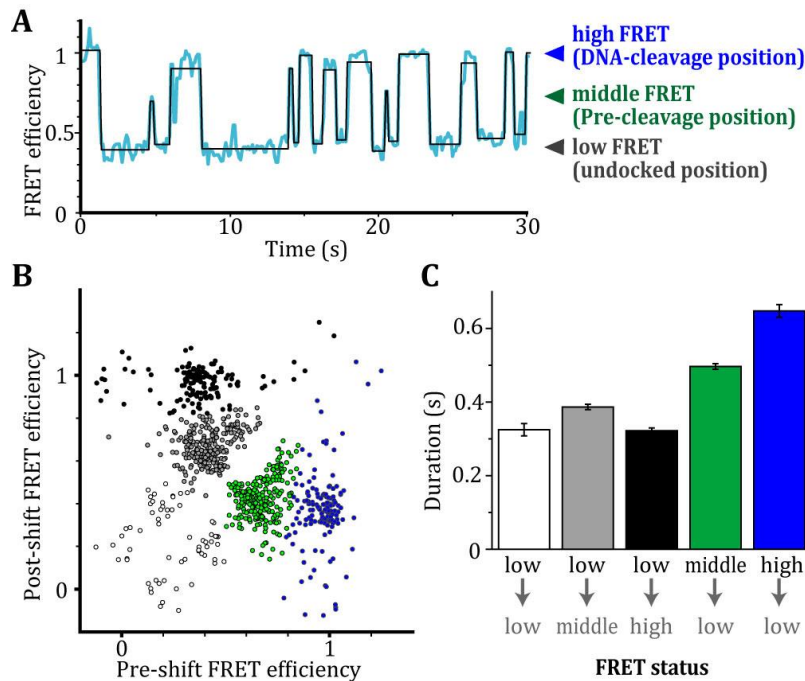 A
FRET efficiency
1
0.5
0
0
10
20
30
Time (s)
high FRET
(DNA-cleavage position)
middle FRET
(Pre-cleavage position)
low FRET
(undocked position)
B
Post-shift FRET efficiency
1
0
0
1
Pre-shift FRET efficiency
C
Duration (s)
0.6
0.4
0.2
0
low low low middle high
low middle high low low
FRET status